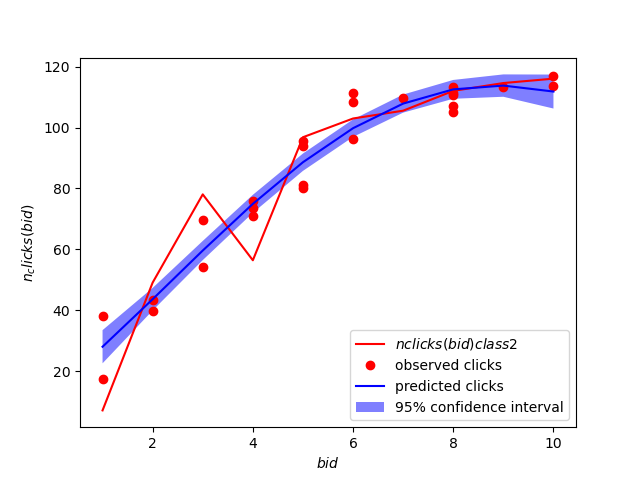 120
100
80
60
40
20
n_clicks(bid)
2
4
6
8
10
bid
nclicks(bid)class2
observed clicks
predicted clicks
95% confidence interval